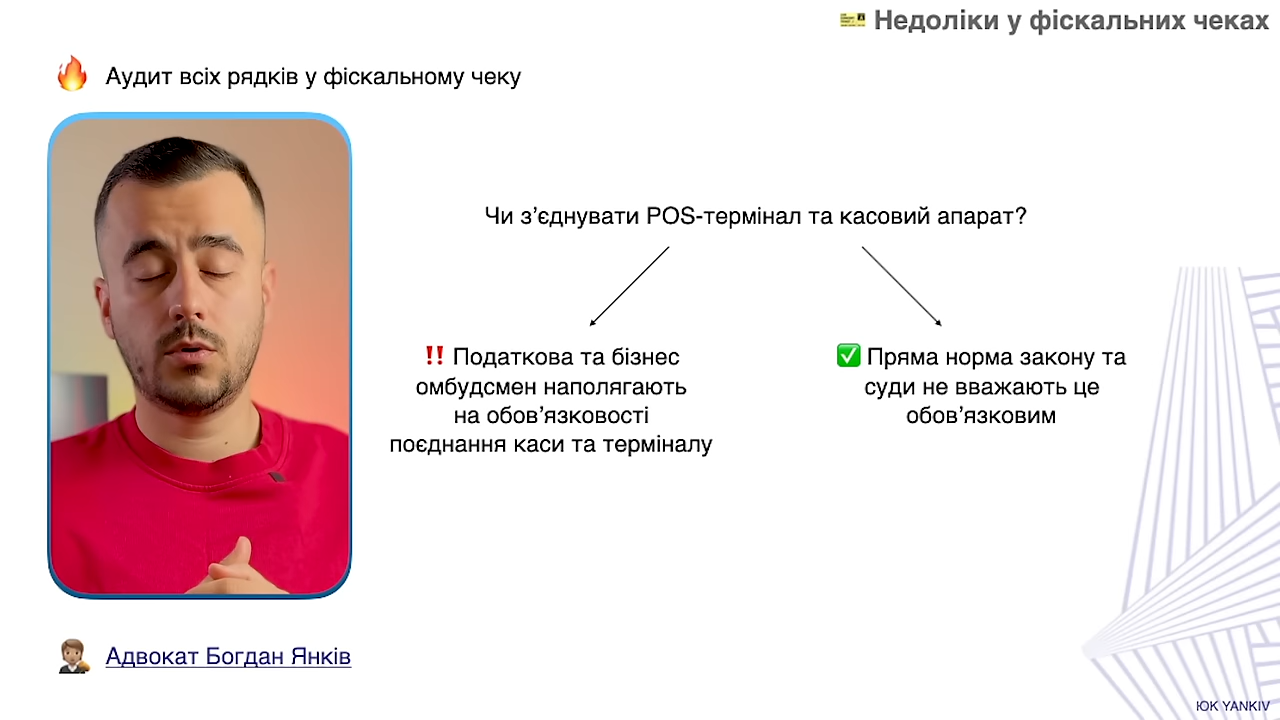 Недоліки у фіскальних чеках
Аудит всіх рядків у фіскальному чеку
Чи з’єднувати POS-термінал та касовий апарат?
Податкова та бізнес
омбудсмен наполягають
на обов’язковості
поєднання каси та терміналу
Пряма норма закону та
суди не вважають це
обов’язковим
Адвокат Богдан Янків
ЮК YANKIV